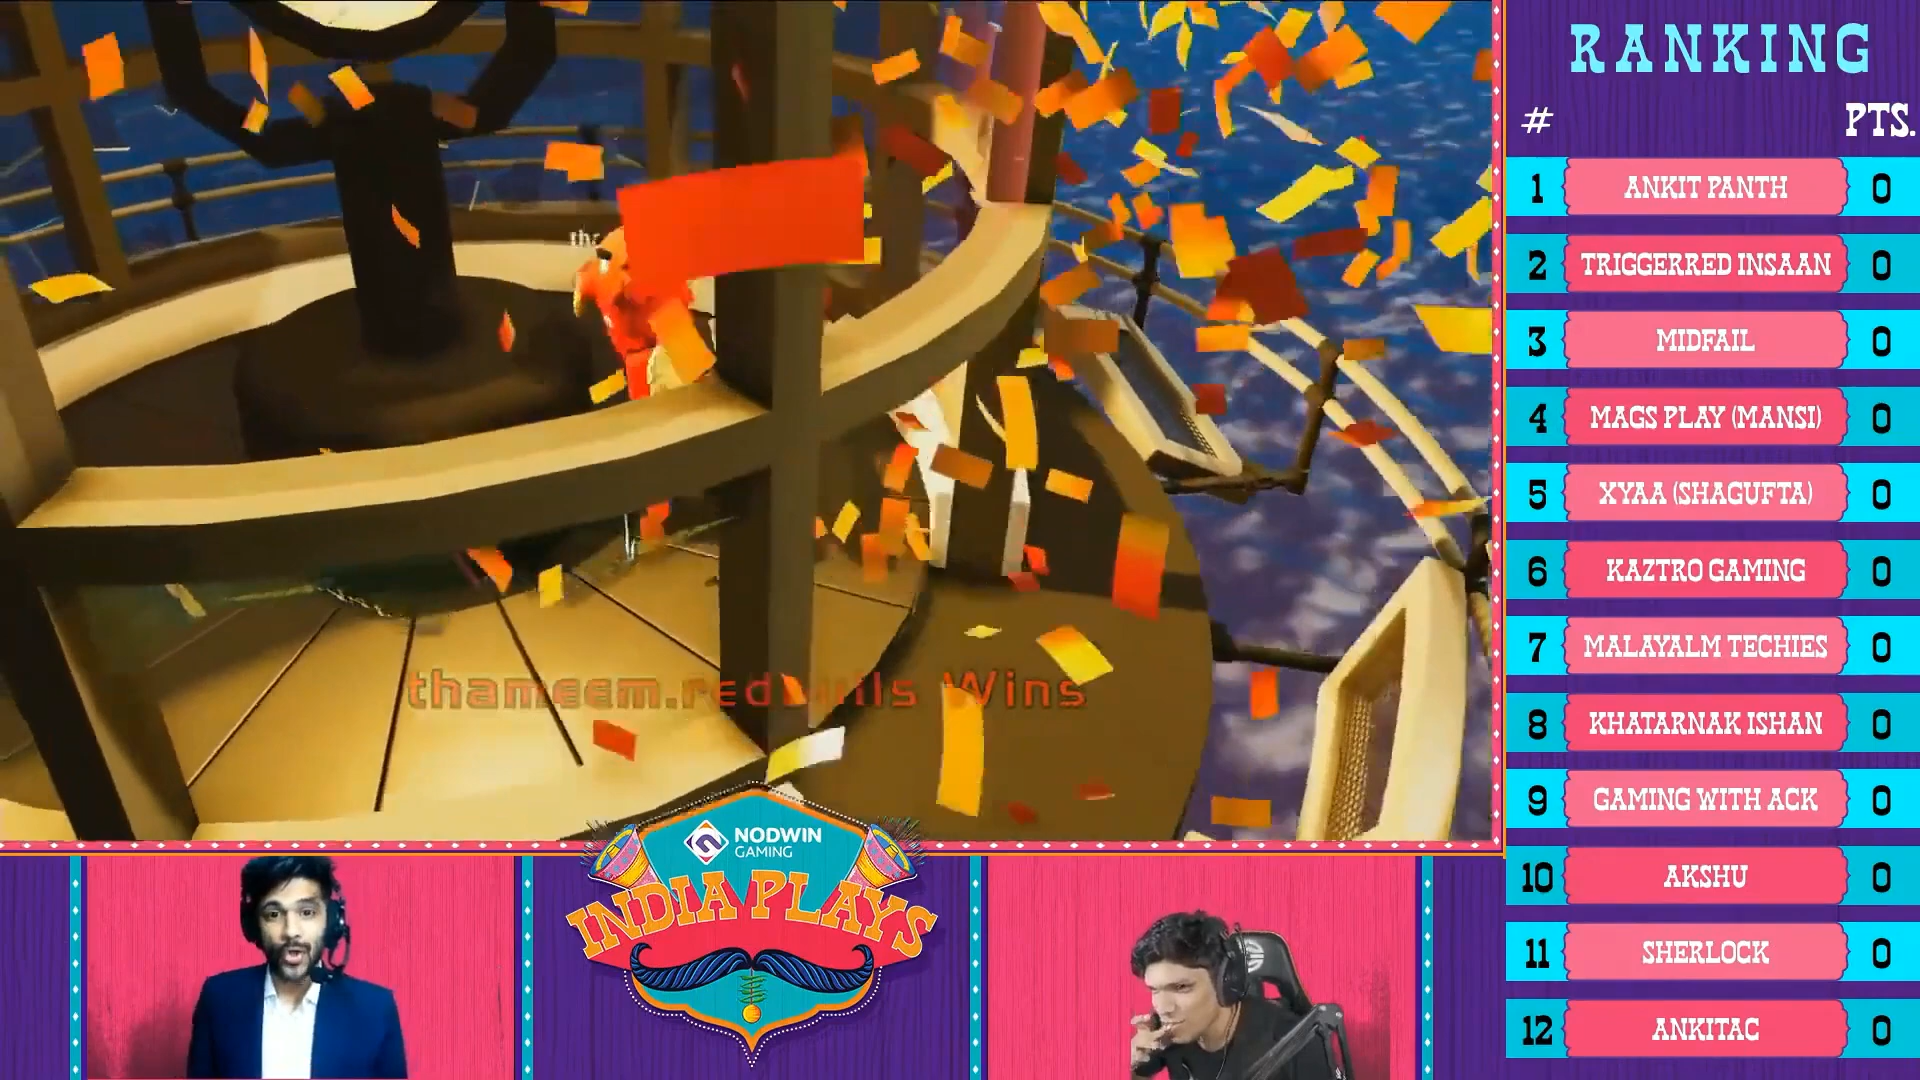 RANKING
# PTS.
1 ANKIT PANTH 0
2 TRIGGERRED INSAAN 0
3 MIDFAIL 0
4 MAGS PLAY (MANSI) 0
5 XYAA (SHAGUFTA) 0
6 KAZTRO GAMING 0
7 MALAYALM TECHIES 0
8 KHATARNAK ISHAN 0
9 GAMING WITH ACK 0
10 AKSHU 0
11 SHERLOCK 0
12 ANKITAC 0
Wins
NODWIN
GAMING
INDIA PLAYS